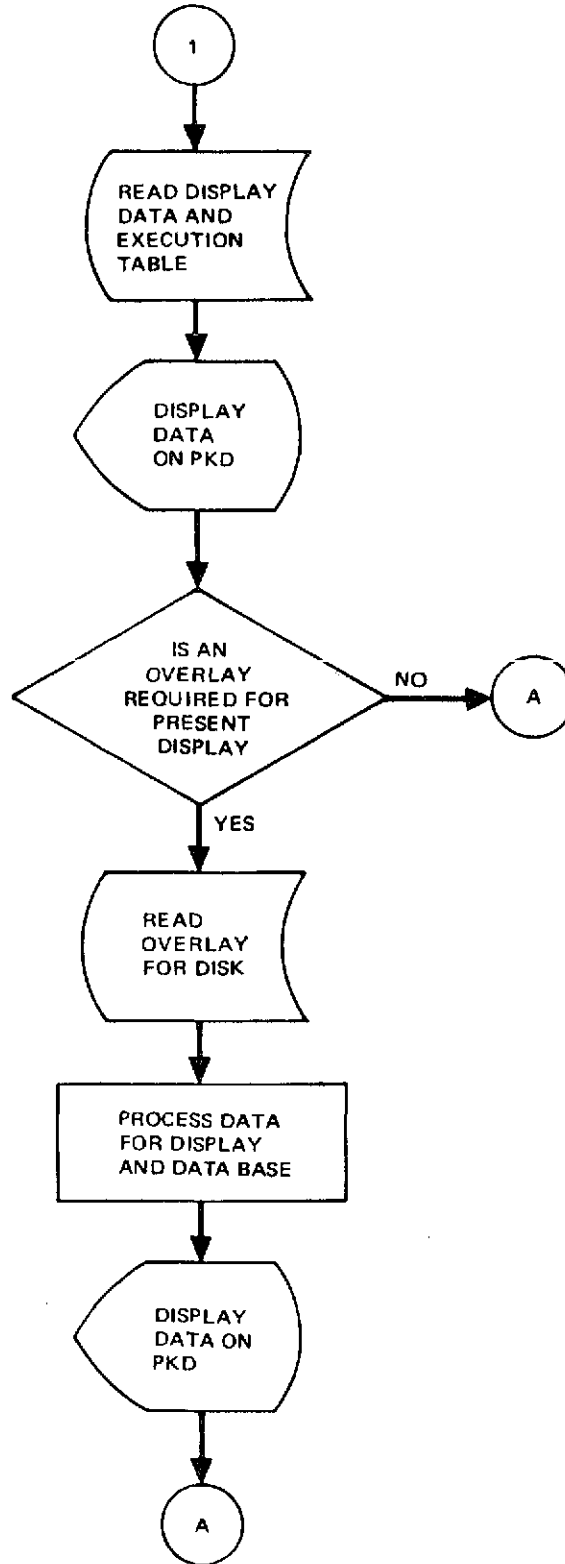 1
READ DISPLAY
DATA AND
EXECUTION
TABLE
DISPLAY
DATA
ON PKD
IS AN
OVERLAY
REQUIRED FOR
PRESENT
DISPLAY
NO
A
YES
READ
OVERLAY
FOR DISK
PROCESS DATA
FOR DISPLAY
AND DATA BASE
DISPLAY
DATA ON
PKD
A